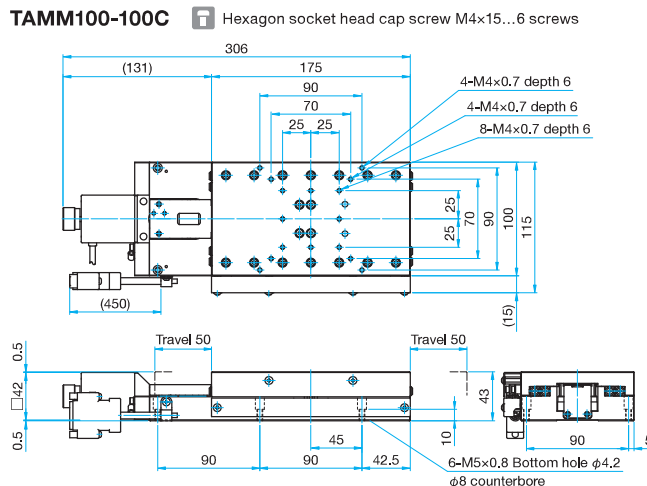 TAMM100-100C
Hexagon socket head cap screw M4×15...6 screws
306
(131)
175
90
70
25
25
4-M4×0.7 depth 6
4-M4×0.7 depth 6
8-M4×0.7 depth 6
25
25
70
90
100
115
(15)
(450)
Travel 50
Travel 50
0.5
□42
0.5
43
10
45
90
90
42.5
90
5
6-M5×0.8 Bottom hole φ4.2
φ8 counterbore